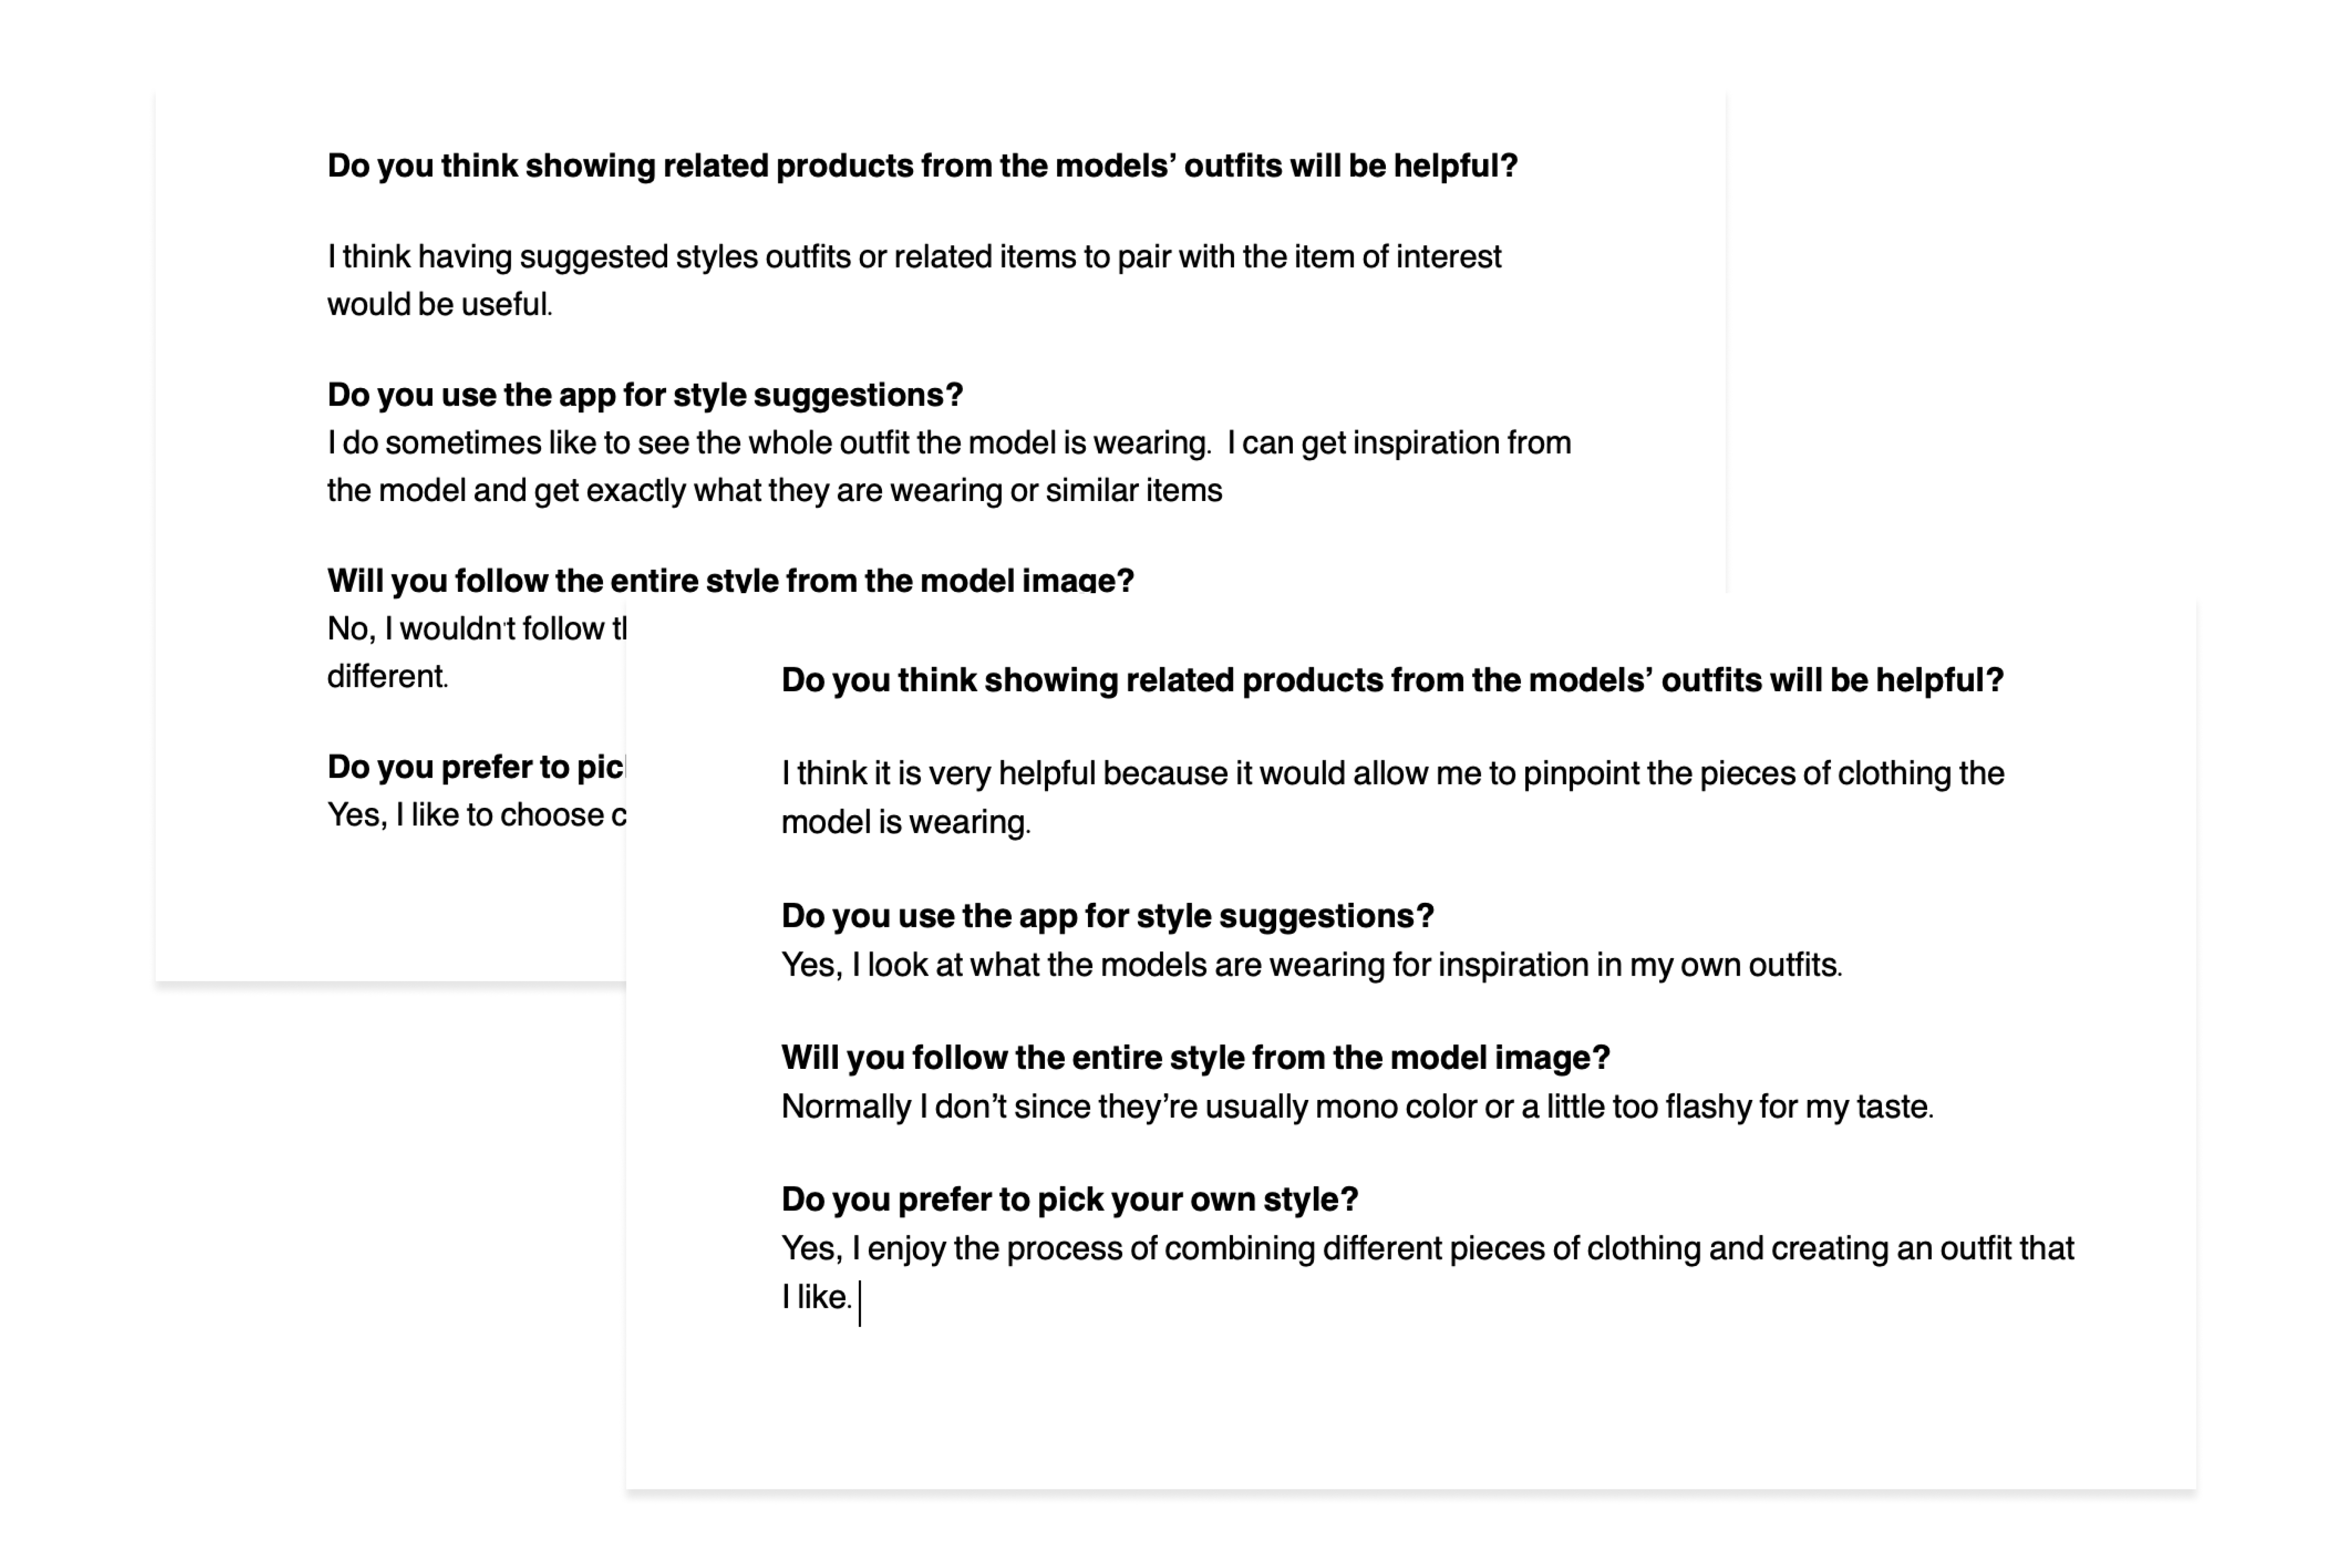 Do you think showing related products from the models’ outfits will be helpful?
I think having suggested styles outfits or related items to pair with the item of interest
would be useful.
Do you use the app for style suggestions?
I do sometimes like to see the whole outfit the model is wearing.  I can get inspiration from
the model and get exactly what they are wearing or similar items
Will you follow the entire style from the model image?
No, I wouldn't follow
different.
Do you prefer to
Yes, I like to choose
Do you think showing related products from the models’ outfits will be helpful?
I think it is very helpful because it would allow me to pinpoint the pieces of clothing the
model is wearing.
Do you use the app for style suggestions?
Yes, I look at what the models are wearing for inspiration in my own outfits.
Will you follow the entire style from the model image?
Normally I don’t since they’re usually mono color or a little too flashy for my taste.
Do you prefer to pick your own style?
Yes, I enjoy the process of combining different pieces of clothing and creating an outfit that
I like.